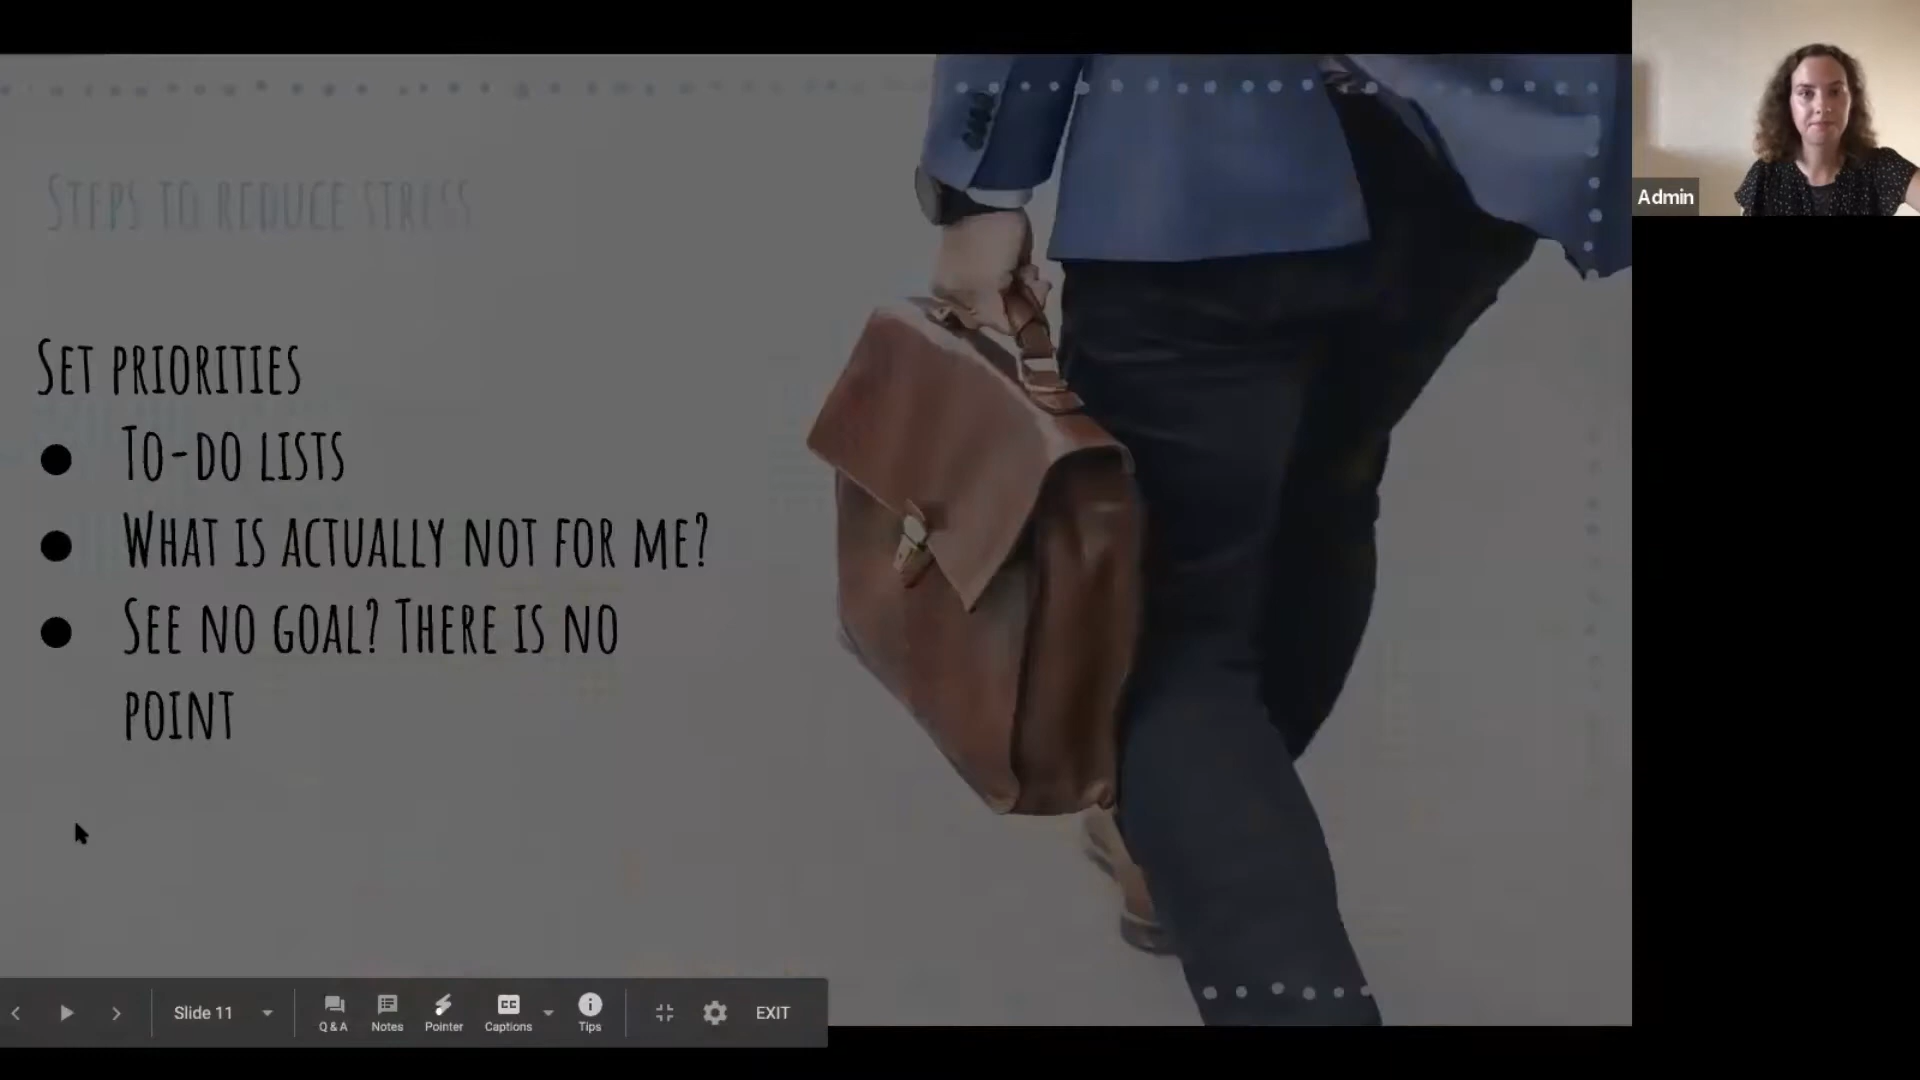 Steps to reduce stress
Admin
Set priorities
● To-do lists
● What is actually not for me?
● See no goal? There is no
point
Slide 11
Q & A
Notes
Pointer
CC
Captions
Tips
EXIT